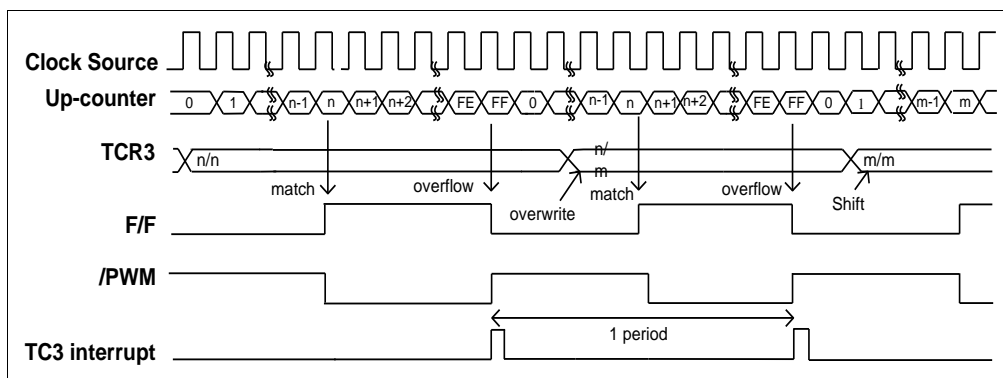 Clock Source
Up-counter 0 1 n-1 n n+1 n+2 FE FF 0 n-1 n n+1 n+2 FE FF 0 1 m-1 m
TCR3 n/n n/ m/m
m
match overflow overwrite match overflow Shift
F/F
/PWM
1 period
TC3 interrupt